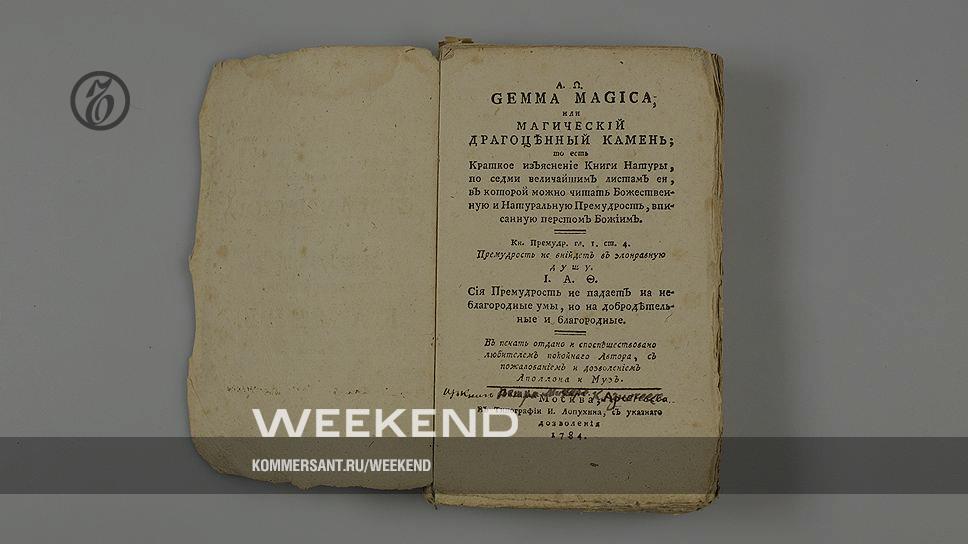 А. Ω.
GEMMA MAGICA;
или
МАГИЧЕСКІЙ
ДРАГОЦѢННЫЙ КАМЕНЬ;
то есть
Краткое изъясненіе Книги Натуры,
по седми величайшимъ листамъ ея,
въ которой можно читать Божествен-
ную и Натуральную Премудрость, впи-
санную перстомъ Божіимъ.
Кн. Премудр. гл. 1. ст. 4.
Премудрость не внійдетъ въ злонравную
душу.
І. А. Ѳ.
Сія Премудрость не падаетъ на не-
благородные умы, но на добродѣтель-
ные и благородные.
Въ печать отдано и споспѣшествовано
любителемъ покойнаго Автора, съ
пожалованіемъ и дозволеніемъ
Аполлона и Музъ.
МОСКВА,
Въ Типографіи И. Лопухина, съ указнаго
дозволенія
1784.
WEEKEND
KOMMERSANT.RU/WEEKEND